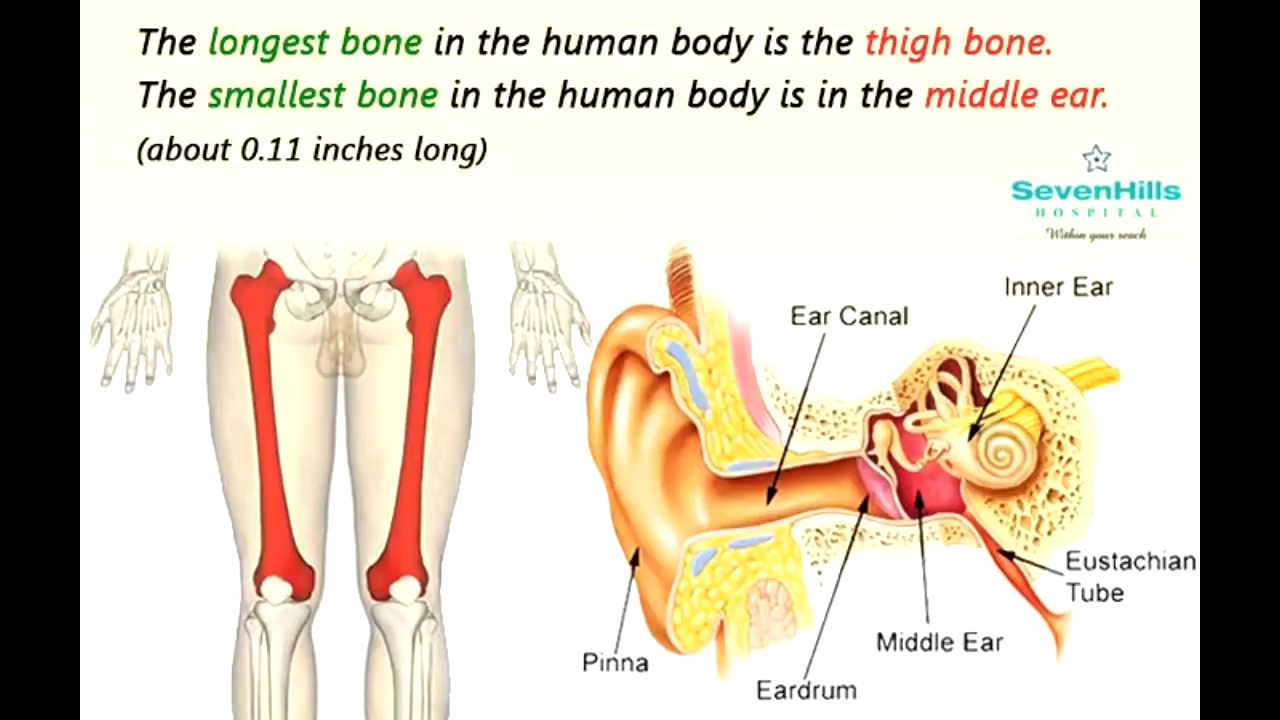 The longest bone in the human body is the thigh bone.
The smallest bone in the human body is in the middle ear.
(about 0.11 inches long)
SevenHills
HOSPITAL
Within your reach
Inner Ear
Ear Canal
Eustachian
Tube
Middle Ear
Pinna
Eardrum